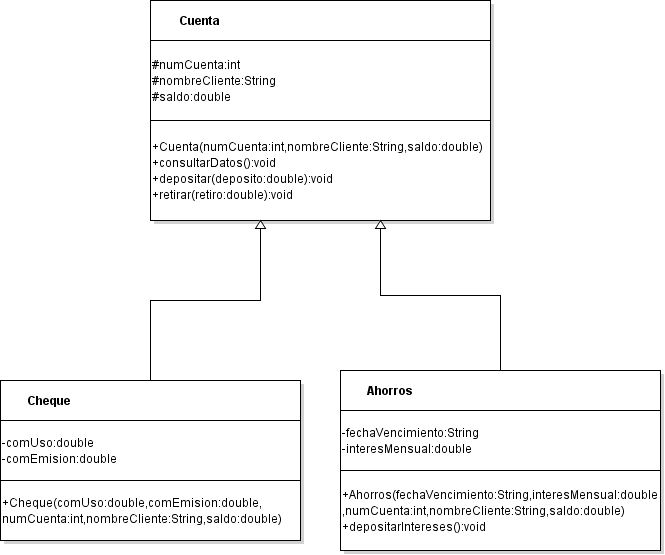 Cuenta
#numCuenta:int
#nombreCliente:String
#saldo:double
+Cuenta(numCuenta:int,nombreCliente:String,saldo:double)
+consultarDatos():void
+depositar(deposito:double):void
+retirar(retiro:double):void
Cheque
-comUso:double
-comEmision:double
+Cheque(comUso:double,comEmision:double,
numCuenta:int,nombreCliente:String,saldo:double)
Ahorros
-fechaVencimiento:String
-interesMensual:double
+Ahorros(fechaVencimiento:String,interesMensual:double
,numCuenta:int,nombreCliente:String,saldo:double)
+depositarIntereses():void